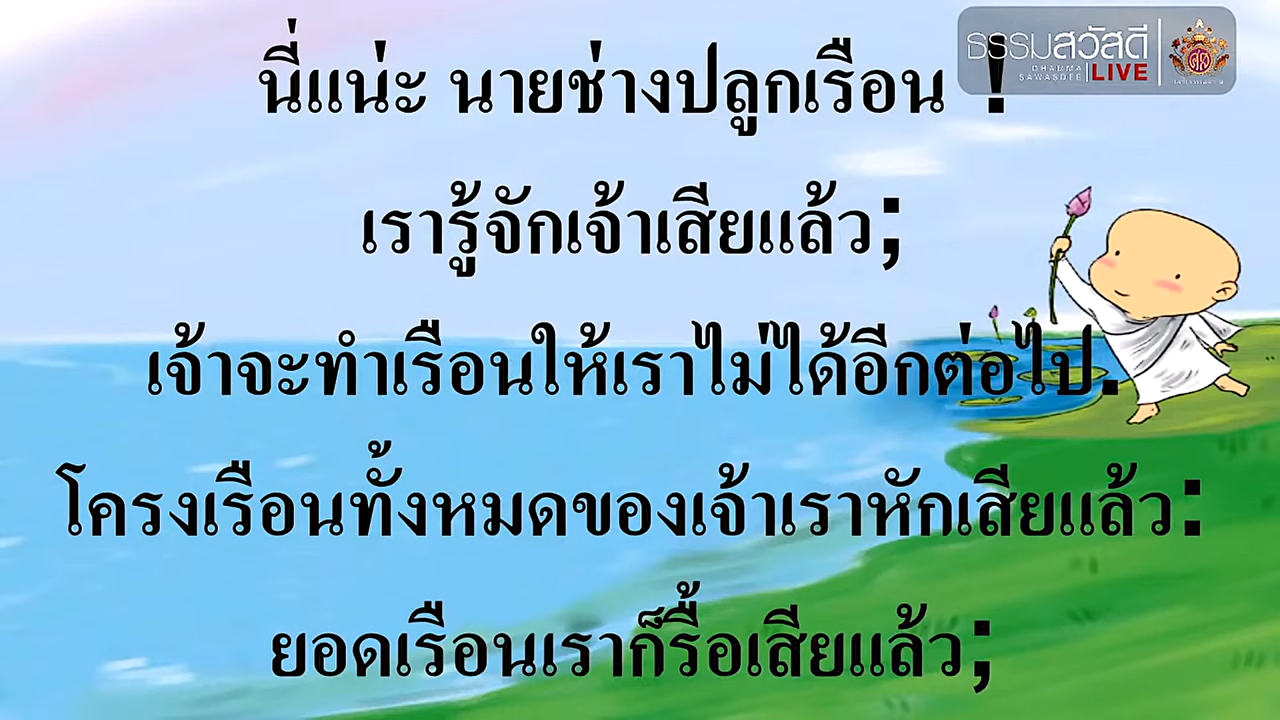 ธรรมสวัสดี
DHAMMA
SAWASDEE LIVE
นี่แน่ะ นายช่างปลูกเรือน !
เรารู้จักเจ้าเสียแล้ว;
เจ้าจะทำเรือนให้เราไม่ได้อีกต่อไป.
โครงเรือนทั้งหมดของเจ้าเราหักเสียแล้ว:
ยอดเรือนเราก็รื้อเสียแล้ว;